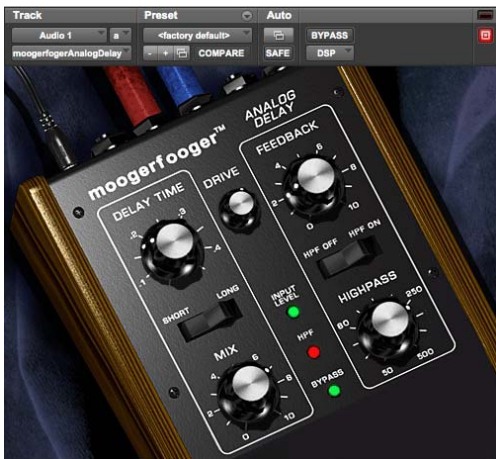 Track Preset Auto
Audio 1 a <factory default> BYPASS
moogerfogerAnalogDelay - + COMPARE SAFE DSP
moogerfooger™
ANALOG
DELAY
DELAY TIME
.1 .2 .3 .4
DRIVE
FEEDBACK
0 2 4 6 8 10
SHORT LONG
HPF OFF HPF ON
INPUT
LEVEL
HPF
BYPASS
MIX
0 2 4 6 8 10
HIGHPASS
50 80 250 500